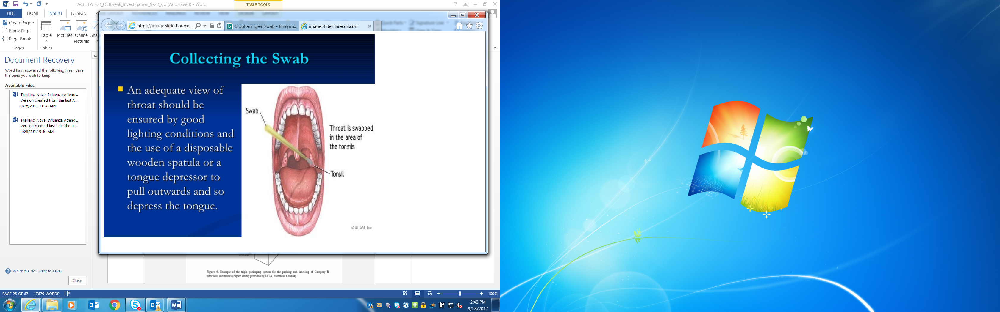 FACILITATOR_Outbreak_Investigation_9-22_sjo (Autosaved) - Word
TABLE TOOLS
FILE
HOME
INSERT
DESIGN
REFERENCES
MAILINGS
REVIEW
VIEW
DESIGN
LAYOUT
Cover Page
Blank Page
Page Break
Pages
Table
Tables
Pictures
Online
Pictures
https://image.slidesharecd...
oropharyngeal swab - Bing im...
image.slidesharecdn.com
Document Recovery
Word has recovered the following files. Save
the ones you wish to keep.
Available Files
Thailand Novel Influenza Agend...
Version created from the last A...
9/28/2017 11:28 AM
Thailand Novel Influenza Agend...
Version created last time the us...
9/28/2017 9:46 AM
Which file do I want to save?
Close
Collecting the Swab
An adequate view of
throat should be
ensured by good
lighting conditions and
the use of a disposable
wooden spatula or a
tongue depressor to
pull outwards and so
depress the tongue.
Swab
Throat is swabbed
in the area of
the tonsils
Tonsil
© ADAM, Inc.
Figure 9. Example of the triple packaging system for the packing and labelling of Category B
infectious substances (Figure kindly provided by IATA, Montreal, Canada)
PAGE 26 OF 67
17679 WORDS
100%
2:40 PM
9/28/2017